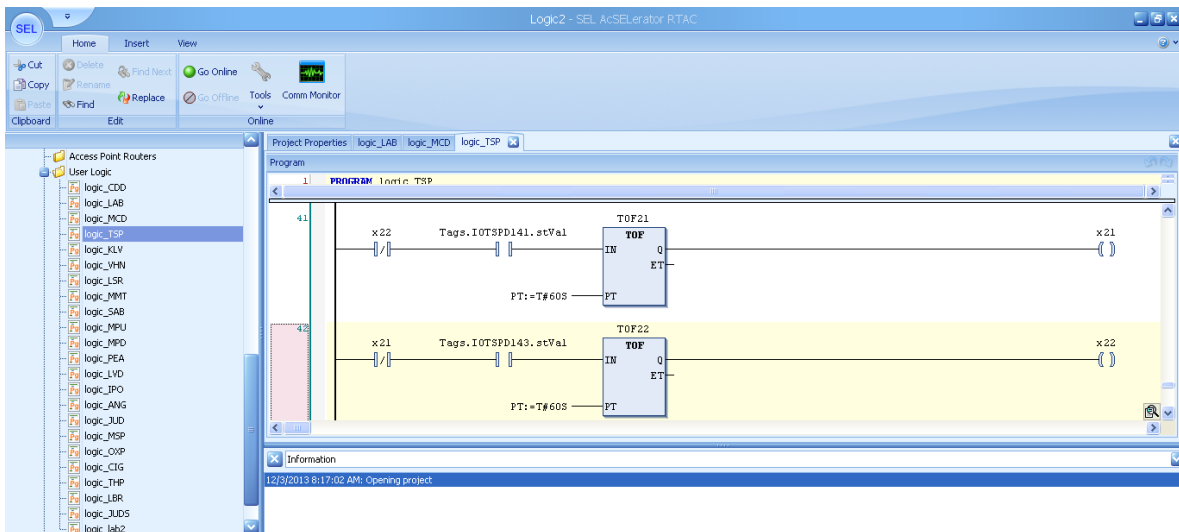 SEL
Logic2 - SEL AcSELerator RTAC
Home Insert View
Cut Delete Find Next Go Online
Copy Rename Replace Go Offline Tools Comm Monitor
Paste Find
Clipboard Edit Online
Access Point Routers
User Logic
logic_CDD
logic_LAB
logic_MCD
logic_TSP
logic_KLV
logic_VHN
logic_LSR
logic_MMT
logic_SAB
logic_MPU
logic_MPD
logic_PEA
logic_LVD
logic_IPO
logic_ANG
logic_JUD
logic_MSP
logic_OXP
logic_CIG
logic_THP
logic_LBR
logic_JUDS
logic_lab2
Project Properties logic_LAB logic_MCD logic_TSP
Program
1 PROGRAM logic_TSP
41 TOF21
x22 Tags.IOTSPD141.stVal TOF x21
IN Q
ET
PT:=T#60S PT
42 TOF22
x21 Tags.IOTSPD143.stVal TOF x22
IN Q
ET
PT:=T#60S PT
Information
12/3/2013 8:17:02 AM: Opening project